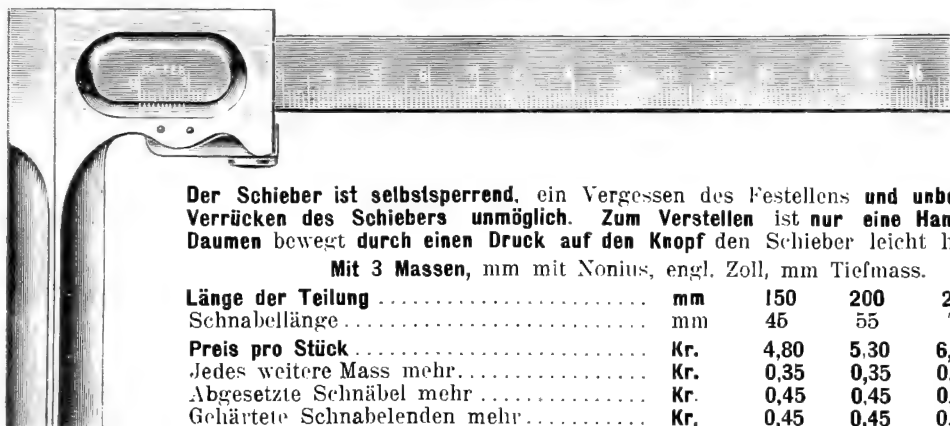 Der Schieber ist selbstsperrend, ein Vergessen des Festellens und
Verrücken des Schiebers unmöglich. Zum Verstellen ist nur eine
Daumen bewegt durch einen Druck auf den Knopf den Schieber leicht
Mit 3 Massen, mm mit Nonius, engl. Zoll, mm Tiefmass.
Länge der Teilung ........................ mm 150 200
Schnabellänge ........................ mm 45 55
Preis pro Stück ........................ Kr. 4,80 5,30
Jedes weitere Mass mehr ................. Kr. 0,35 0,35
Abgesetzte Schnäbel mehr ................ Kr. 0,45 0,45
Gehärtete Schnabelenden mehr ........... Kr. 0,45 0,45